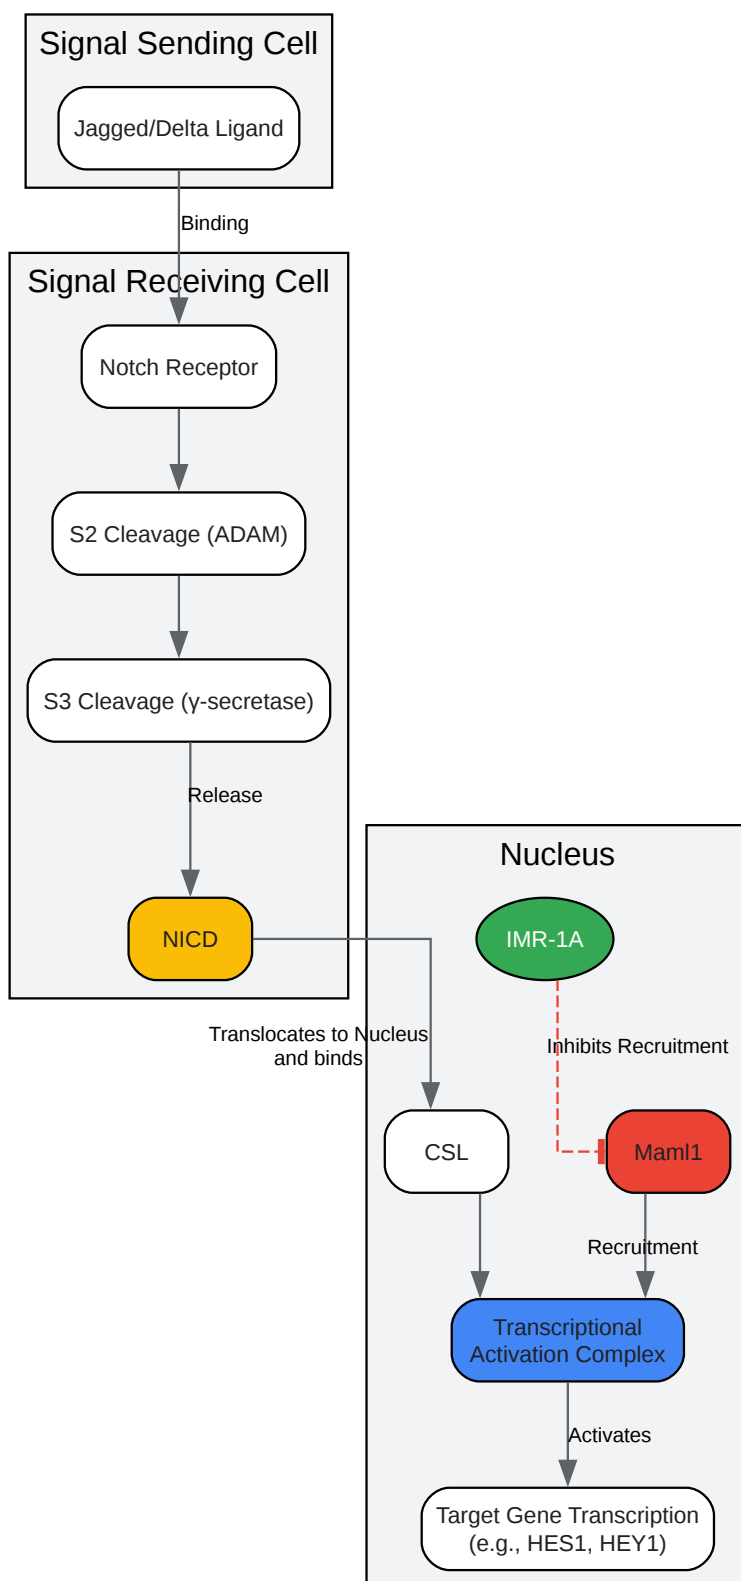 Signal Sending Cell
Jagged/Delta Ligand
Binding
Signal Receiving Cell
Notch Receptor
S2 Cleavage (ADAM)
S3 Cleavage (γ-secretase)
Release
Nucleus
NICD
IMR-1A
Translocates to Nucleus
and binds
Inhibits Recruitment
CSL
Maml1
Recruitment
Transcriptional
Activation Complex
Activates
Target Gene Transcription
(e.g., HES1, HEY1)